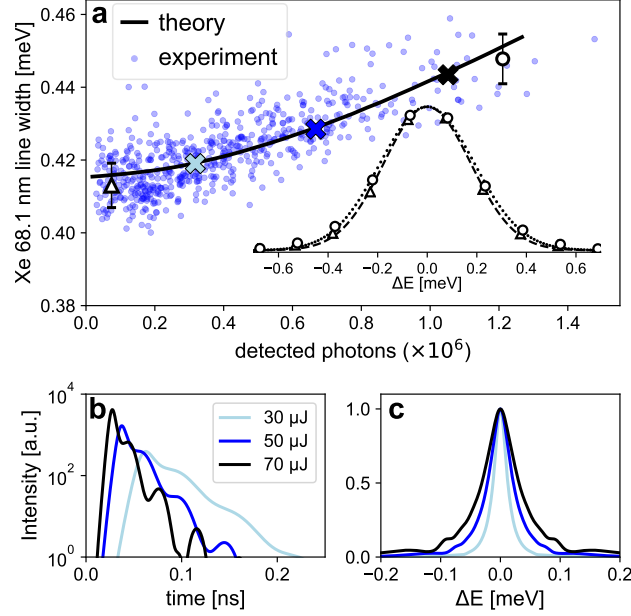 a
theory
experiment
Xe 68.1 nm line width [meV]
0.46
0.44
0.42
0.40
0.38
−0.6 −0.4 −0.2 0.0 0.2 0.4 0.6
ΔE [meV]
0.0 0.2 0.4 0.6 0.8 1.0 1.2 1.4
detected photons (×10⁶)
b
30 µJ
50 µJ
70 µJ
Intensity [a.u.]
10⁴
10²
10⁰
0.0 0.1 0.2
time [ns]
c
1.0
0.5
0.0
−0.2 −0.1 0.0 0.1 0.2
ΔE [meV]